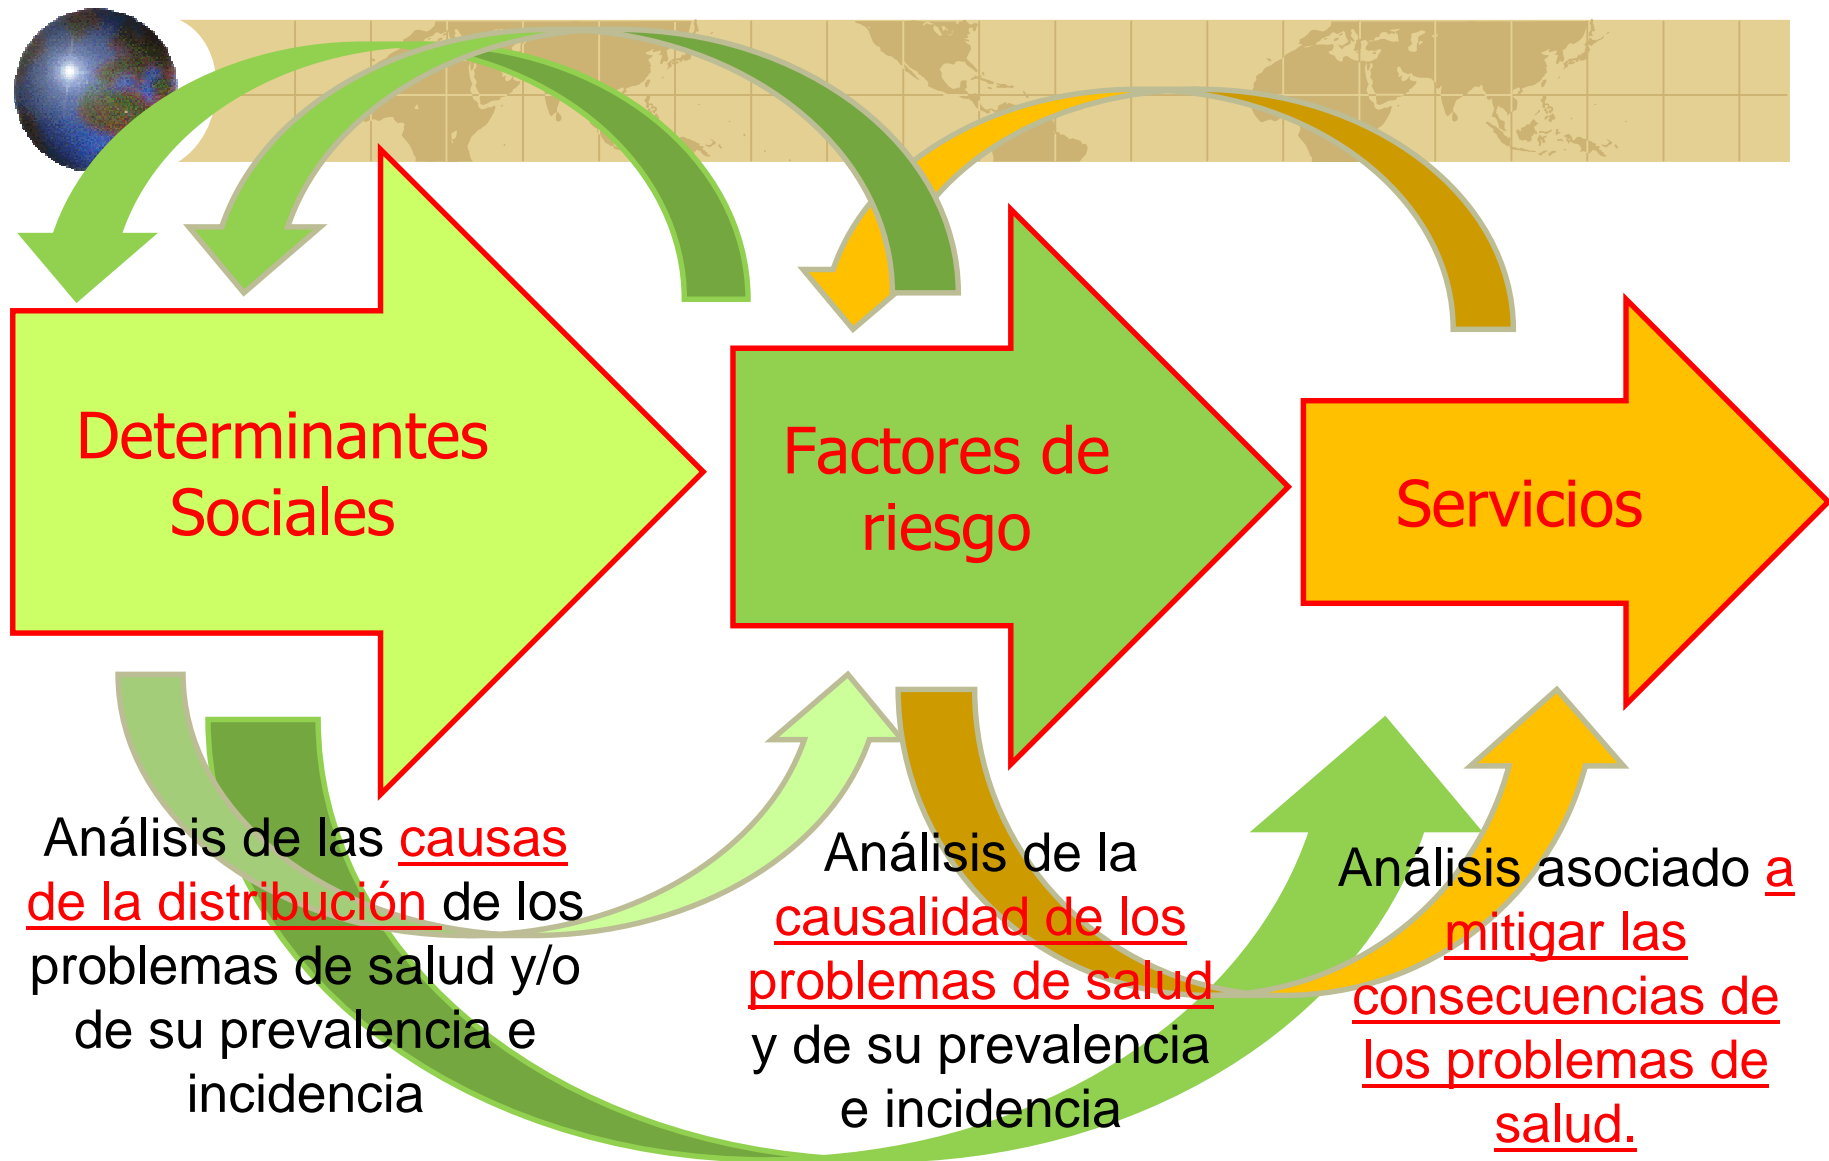 Determinantes
Sociales
Factores de
riesgo
Servicios
Análisis de las causas
de la distribución de los
problemas de salud y/o
de su prevalencia e
incidencia
Análisis de la
causalidad de los
problemas de salud
y de su prevalencia
e incidencia
Análisis asociado a
mitigar las
consecuencias de
los problemas de
salud.